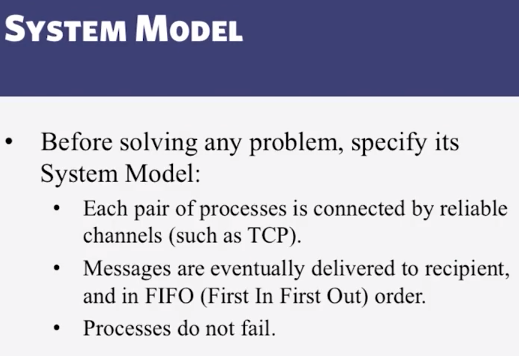 SYSTEM MODEL
• Before solving any problem, specify its
System Model:
• Each pair of processes is connected by reliable
channels (such as TCP).
• Messages are eventually delivered to recipient,
and in FIFO (First In First Out) order.
• Processes do not fail.